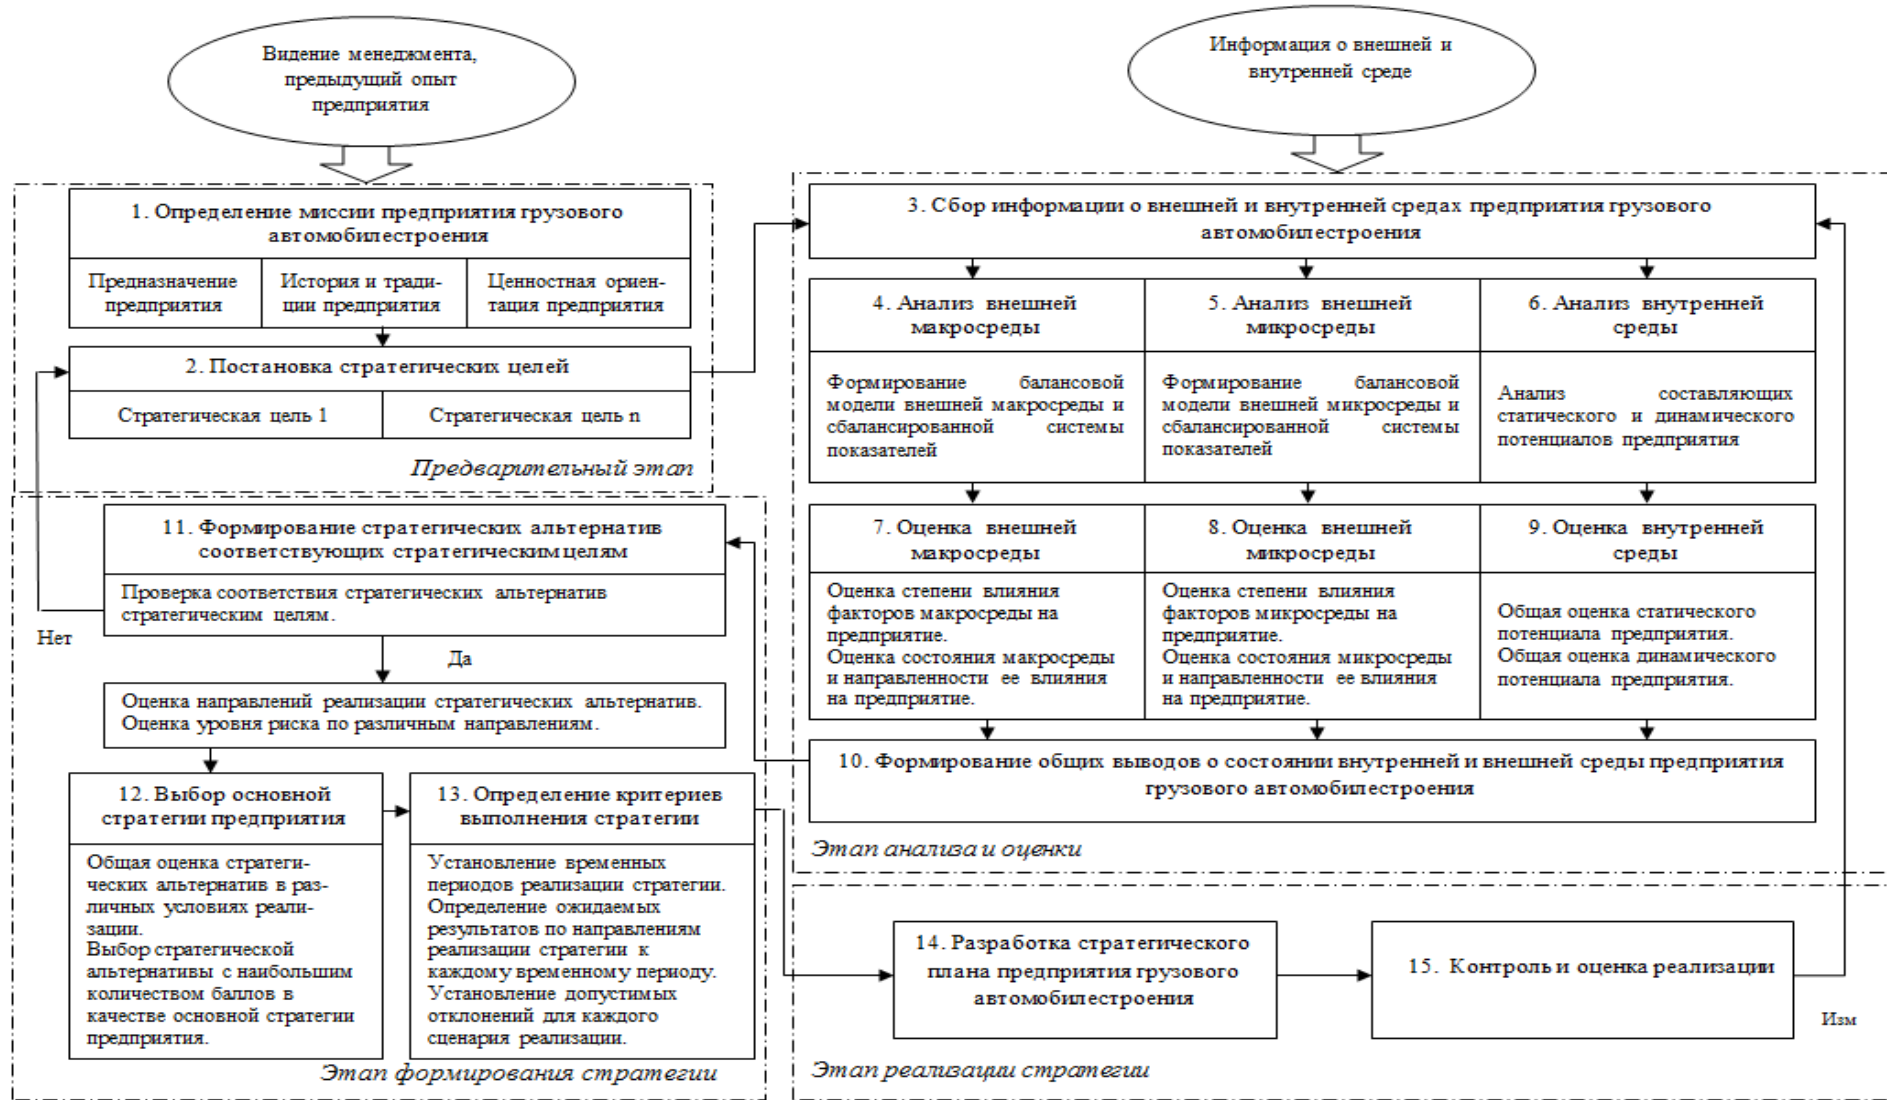 Видение менеджмента,
предыдущий опыт
предприятия
Информация о внешней и
внутренней среде
1. Определение миссии предприятия грузового
автомобилестроения
Предназначение
предприятия
История и тради-
ции предприятия
Ценностная ориен-
тация предприятия
2. Постановка стратегических целей
Стратегическая цель 1
Стратегическая цель n
Предварительный этап
3. Сбор информации о внешней и внутренней средах предприятия грузового
автомобилестроения
4. Анализ внешней
макросреды
5. Анализ внешней
микросреды
6. Анализ внутренней
среды
Формирование балансовой
модели внешней макросреды и
сбалансированной системы
показателей
Формирование балансовой
модели внешней микросреды и
сбалансированной системы
показателей
Анализ составляющих
статического и динамического
потенциалов предприятия
7. Оценка внешней
макросреды
8. Оценка внешней
микросреды
9. Оценка внутренней
среды
Оценка степени влияния
факторов макросреды на
предприятие.
Оценка состояния макросреды
и направленности ее влияния
на предприятие.
Оценка степени влияния
факторов микросреды на
предприятие.
Оценка состояния микросреды
и направленности ее влияния
на предприятие.
Общая оценка статического
потенциала предприятия.
Общая оценка динамического
потенциала предприятия.
10. Формирование общих выводов о состоянии внутренней и внешней среды предприятия
грузового автомобилестроения
Этап анализа и оценки
11. Формирование стратегических альтернатив
соответствующих стратегическим целям
Проверка соответствия стратегических альтернатив
стратегическим целям.
Нет
Да
Оценка направлений реализации стратегических альтернатив.
Оценка уровня риска по различным направлениям.
12. Выбор основной
стратегии предприятия
Общая оценка стратеги-
ческих альтернатив в раз-
личных условиях реали-
зации.
Выбор стратегической
альтернативы с наибольшим
количеством баллов в
качестве основной стратегии
предприятия.
13. Определение критериев
выполнения стратегии
Установление временных
периодов реализации стратегии.
Определение ожидаемых
результатов по направлениям
реализации стратегии к
каждому временному периоду.
Установление допустимых
отклонений для каждого
сценария реализации.
Этап формирования стратегии
14. Разработка стратегического
плана предприятия грузового
автомобилестроения
15. Контроль и оценка реализации
Изм
Этап реализации стратегии